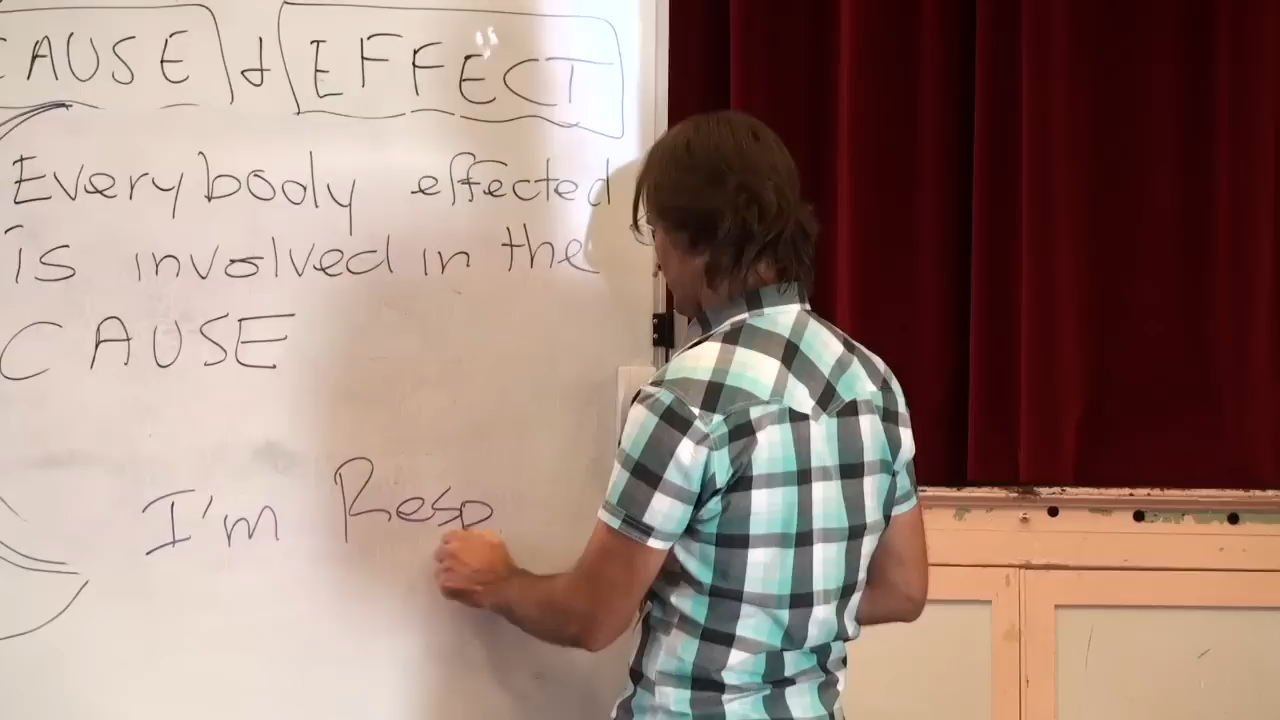 CAUSE & EFFECT
Everybody effected
is involved in the
CAUSE
I'm Resp